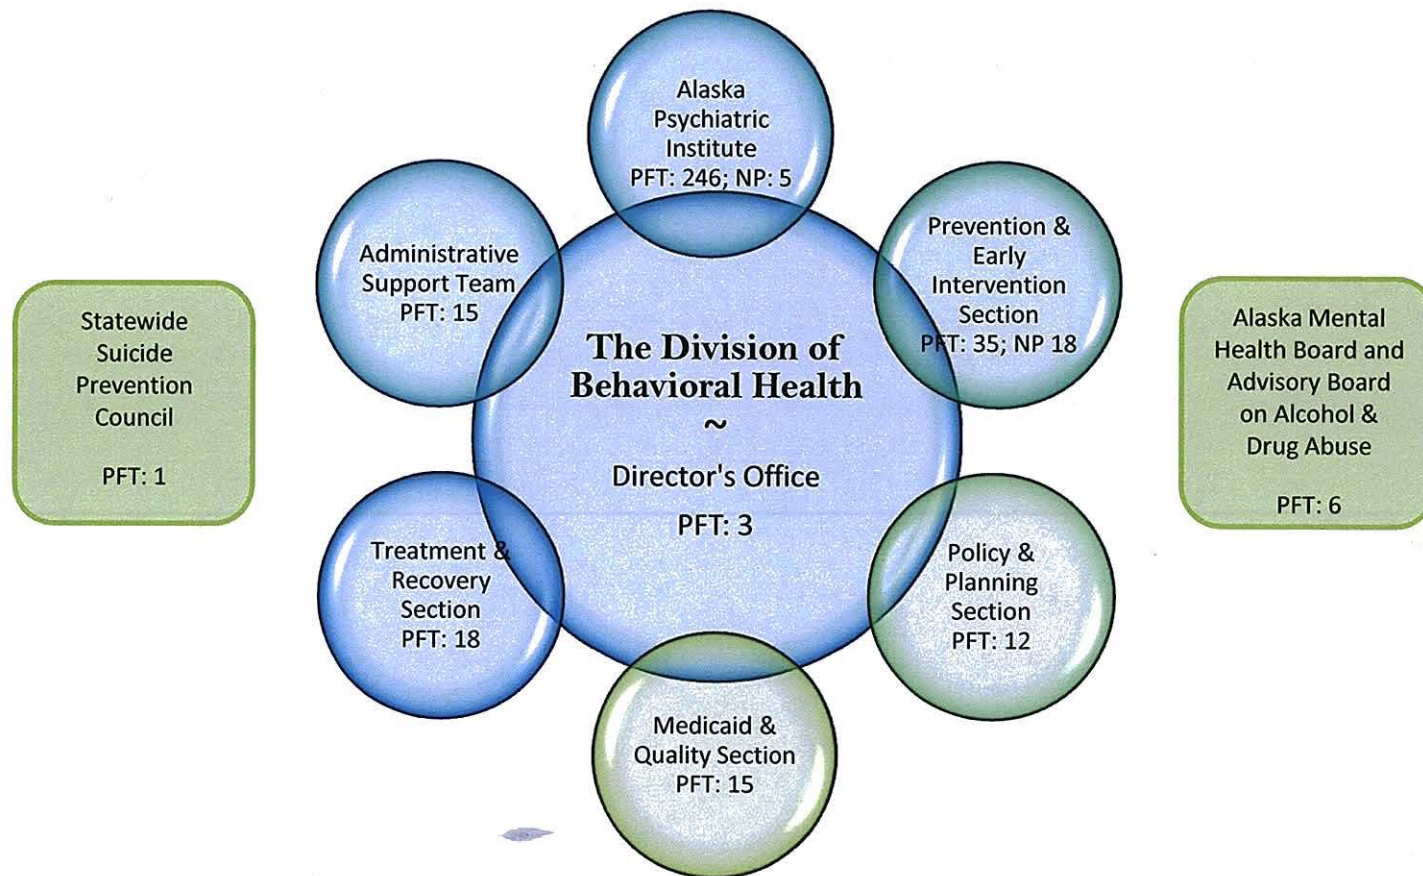 Alaska
Psychiatric
Institute
PFT: 246; NP: 5
Administrative
Support Team
PFT: 15
Prevention &
Early
Intervention
Section
PFT: 35; NP 18
Statewide
Suicide
Prevention
Council
PFT: 1
The Division of
Behavioral Health
~
Director's Office
PFT: 3
Alaska Mental
Health Board and
Advisory Board
on Alcohol &
Drug Abuse
PFT: 6
Treatment &
Recovery
Section
PFT: 18
Policy &
Planning
Section
PFT: 12
Medicaid &
Quality Section
PFT: 15